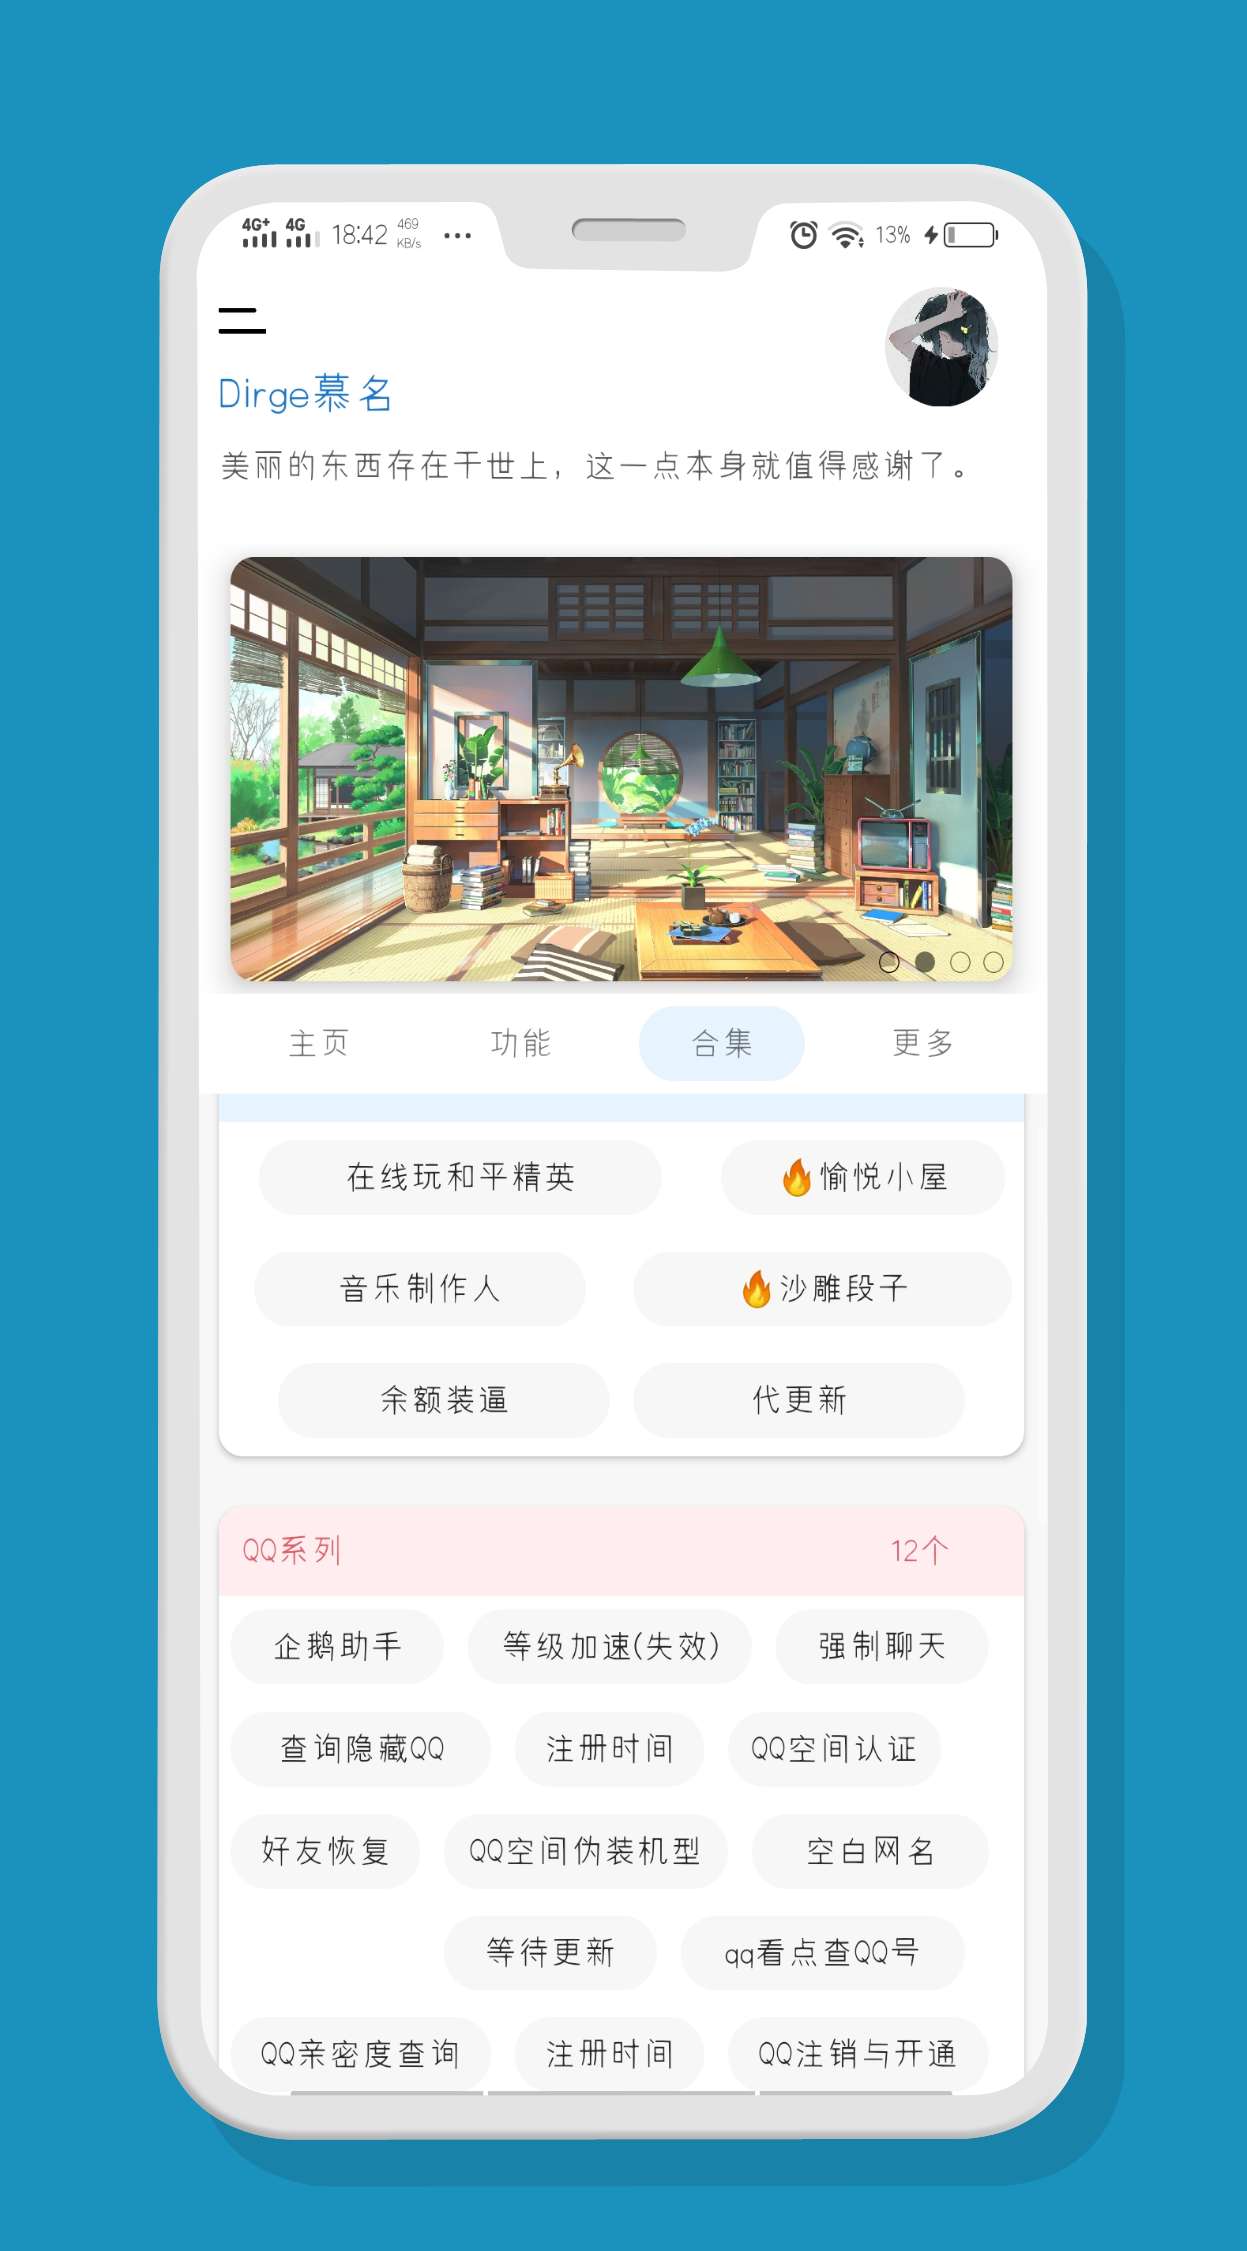 4G+ 4G 18:42 469 KB/s ••• 13%
Dirge慕名
美丽的东西存在于世上，这一点本身就值得感谢了。
主页 功能 合集 更多
在线玩和平精英 🔥愉悦小屋
音乐制作人 🔥沙雕段子
余额装逼 代更新
QQ系列 12个
企鹅助手 等级加速(失效) 强制聊天
查询隐藏QQ 注册时间 QQ空间认证
好友恢复 QQ空间伪装机型 空白网名
等待更新 qq看点查QQ号
QQ亲密度查询 注册时间 QQ注销与开通